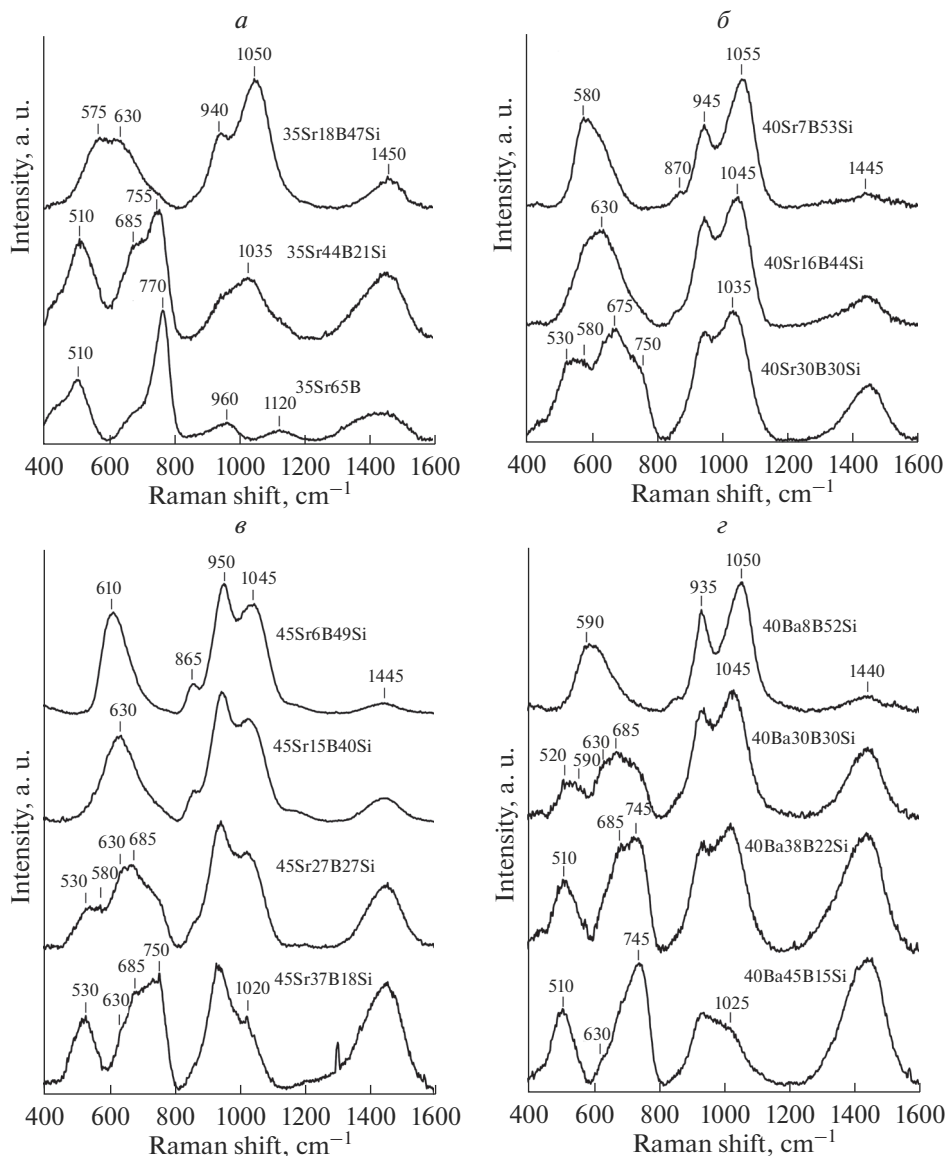 а
Intensity, a. u.
1050
575 630
940
35Sr18B47Si
1450
755
510 685
1035 35Sr44B21Si
770
510
35Sr65B
960 1120
400 600 800 1000 1200 1400 1600
Raman shift, cm−1
б
Intensity, a. u.
1055
580
945
40Sr7B53Si
870 1045 1445
630
40Sr16B44Si
675 1035
530 580 750
40Sr30B30Si
400 600 800 1000 1200 1400 1600
Raman shift, cm−1
в
Intensity, a. u.
950
1045
610
45Sr6B49Si
865
1445
630
45Sr15B40Si
630 685
530 580
45Sr27B27Si
750
685
530 630 1020
45Sr37B18Si
400 600 800 1000 1200 1400 1600
Raman shift, cm−1
г
Intensity, a. u.
1050
935
590
40Ba8B52Si
1045 1440
630 685
520 590
40Ba30B30Si
745
685
510
40Ba38B22Si
745
510
630 1025
40Ba45B15Si
400 600 800 1000 1200 1400 1600
Raman shift, cm−1